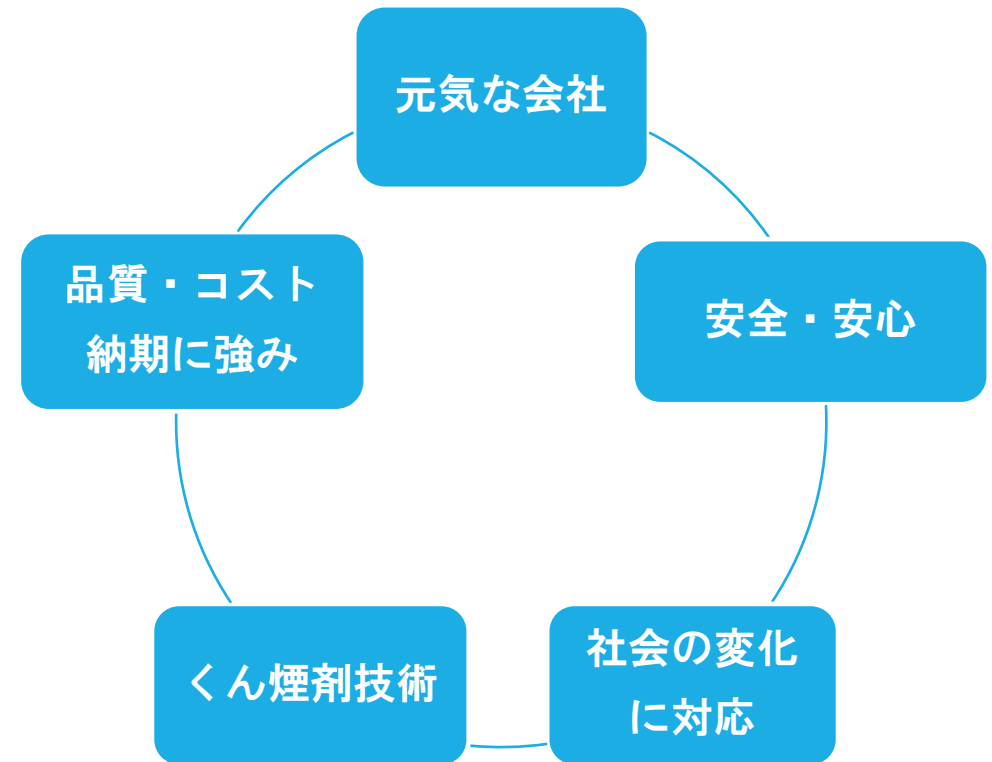 元気な会社
安全・安心
社会の変化
に対応
くん煙剤技術
品質・コスト
納期に強み